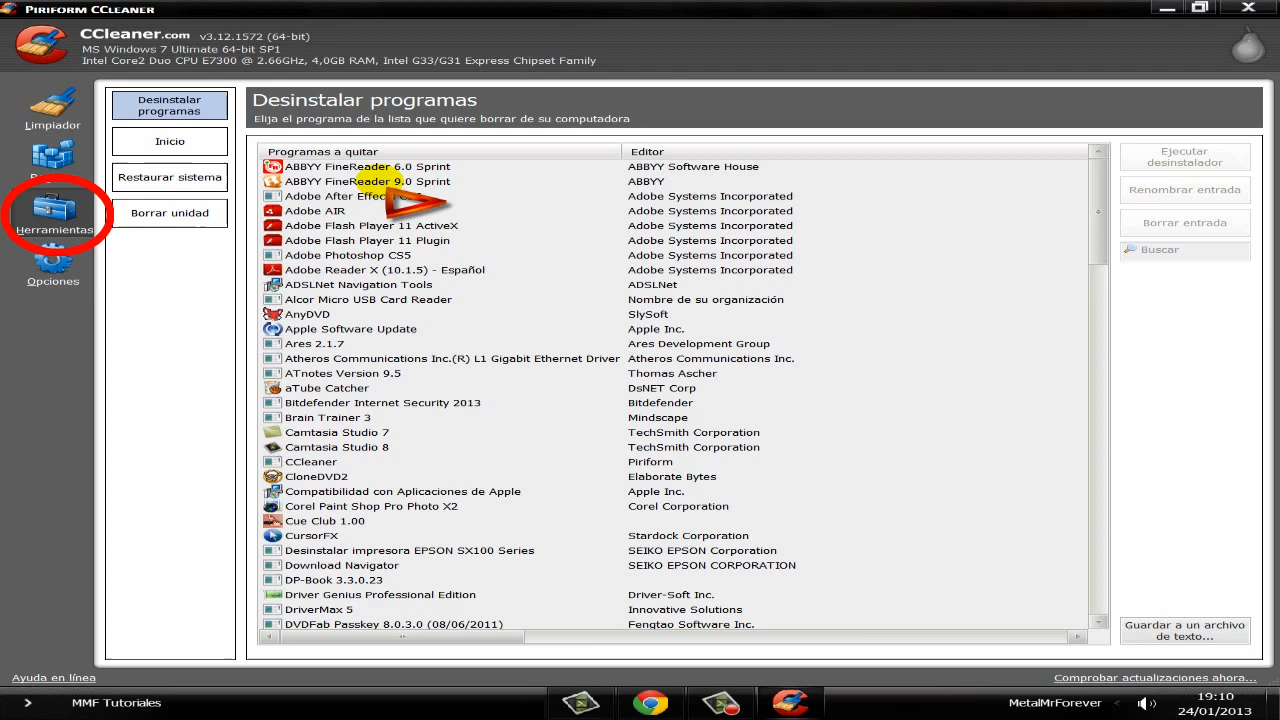 PIRIFORM CCLEANER
CCleaner.com v3.12.1572 (64-bit)
MS Windows 7 Ultimate 64-bit SP1
Intel Core2 Duo CPU E7300 @ 2.66GHz, 4,0GB RAM, Intel G33/G31 Express Chipset Family
Limpiador
Herramientas
Opciones
Desinstalar
programas
Inicio
Restaurar sistema
Borrar unidad
Desinstalar programas
Elija el programa de la lista que quiere borrar de su computadora
Programas a quitar Editor
ABBYY FineReader 6.0 Sprint ABBYY Software House
ABBYY FineReader 9.0 Sprint ABBYY
Adobe After Adobe Systems Incorporated
Adobe AIR Adobe Systems Incorporated
Adobe Flash Player 11 ActiveX Adobe Systems Incorporated
Adobe Flash Player 11 Plugin Adobe Systems Incorporated
Adobe Photoshop CS5 Adobe Systems Incorporated
Adobe Reader X (10.1.5) - Español Adobe Systems Incorporated
ADSLNet Navigation Tools ADSLNet
Alcor Micro USB Card Reader Nombre de su organización
AnyDVD SlySoft
Apple Software Update Apple Inc.
Ares 2.1.7 Ares Development Group
Atheros Communications Inc.(R) L1 Gigabit Ethernet Driver Atheros Communications Inc.
ATnotes Version 9.5 Thomas Ascher
aTube Catcher DsNET Corp
Bitdefender Internet Security 2013 Bitdefender
Brain Trainer 3 Mindscape
Camtasia Studio 7 TechSmith Corporation
Camtasia Studio 8 TechSmith Corporation
CCleaner Piriform
CloneDVD2 Elaborate Bytes
Compatibilidad con Aplicaciones de Apple Apple Inc.
Corel Paint Shop Pro Photo X2 Corel Corporation
Cue Club 1.00
CursorFX Stardock Corporation
Desinstalar impresora EPSON SX100 Series SEIKO EPSON Corporation
Download Navigator SEIKO EPSON CORPORATION
DP-Book 3.3.0.23
Driver Genius Professional Edition Driver-Soft Inc.
DriverMax 5 Innovative Solutions
DVDFab Passkey 8.0.3.0 (08/06/2011) Fengtao Software Inc.
Ejecutar
desinstalador
Renombrar entrada
Borrar entrada
Buscar
Guardar a un archivo
de texto...
Ayuda en línea
Comprobar actualizaciones ahora...
MMF Tutoriales
MetalMrForever
19:10
24/01/2013